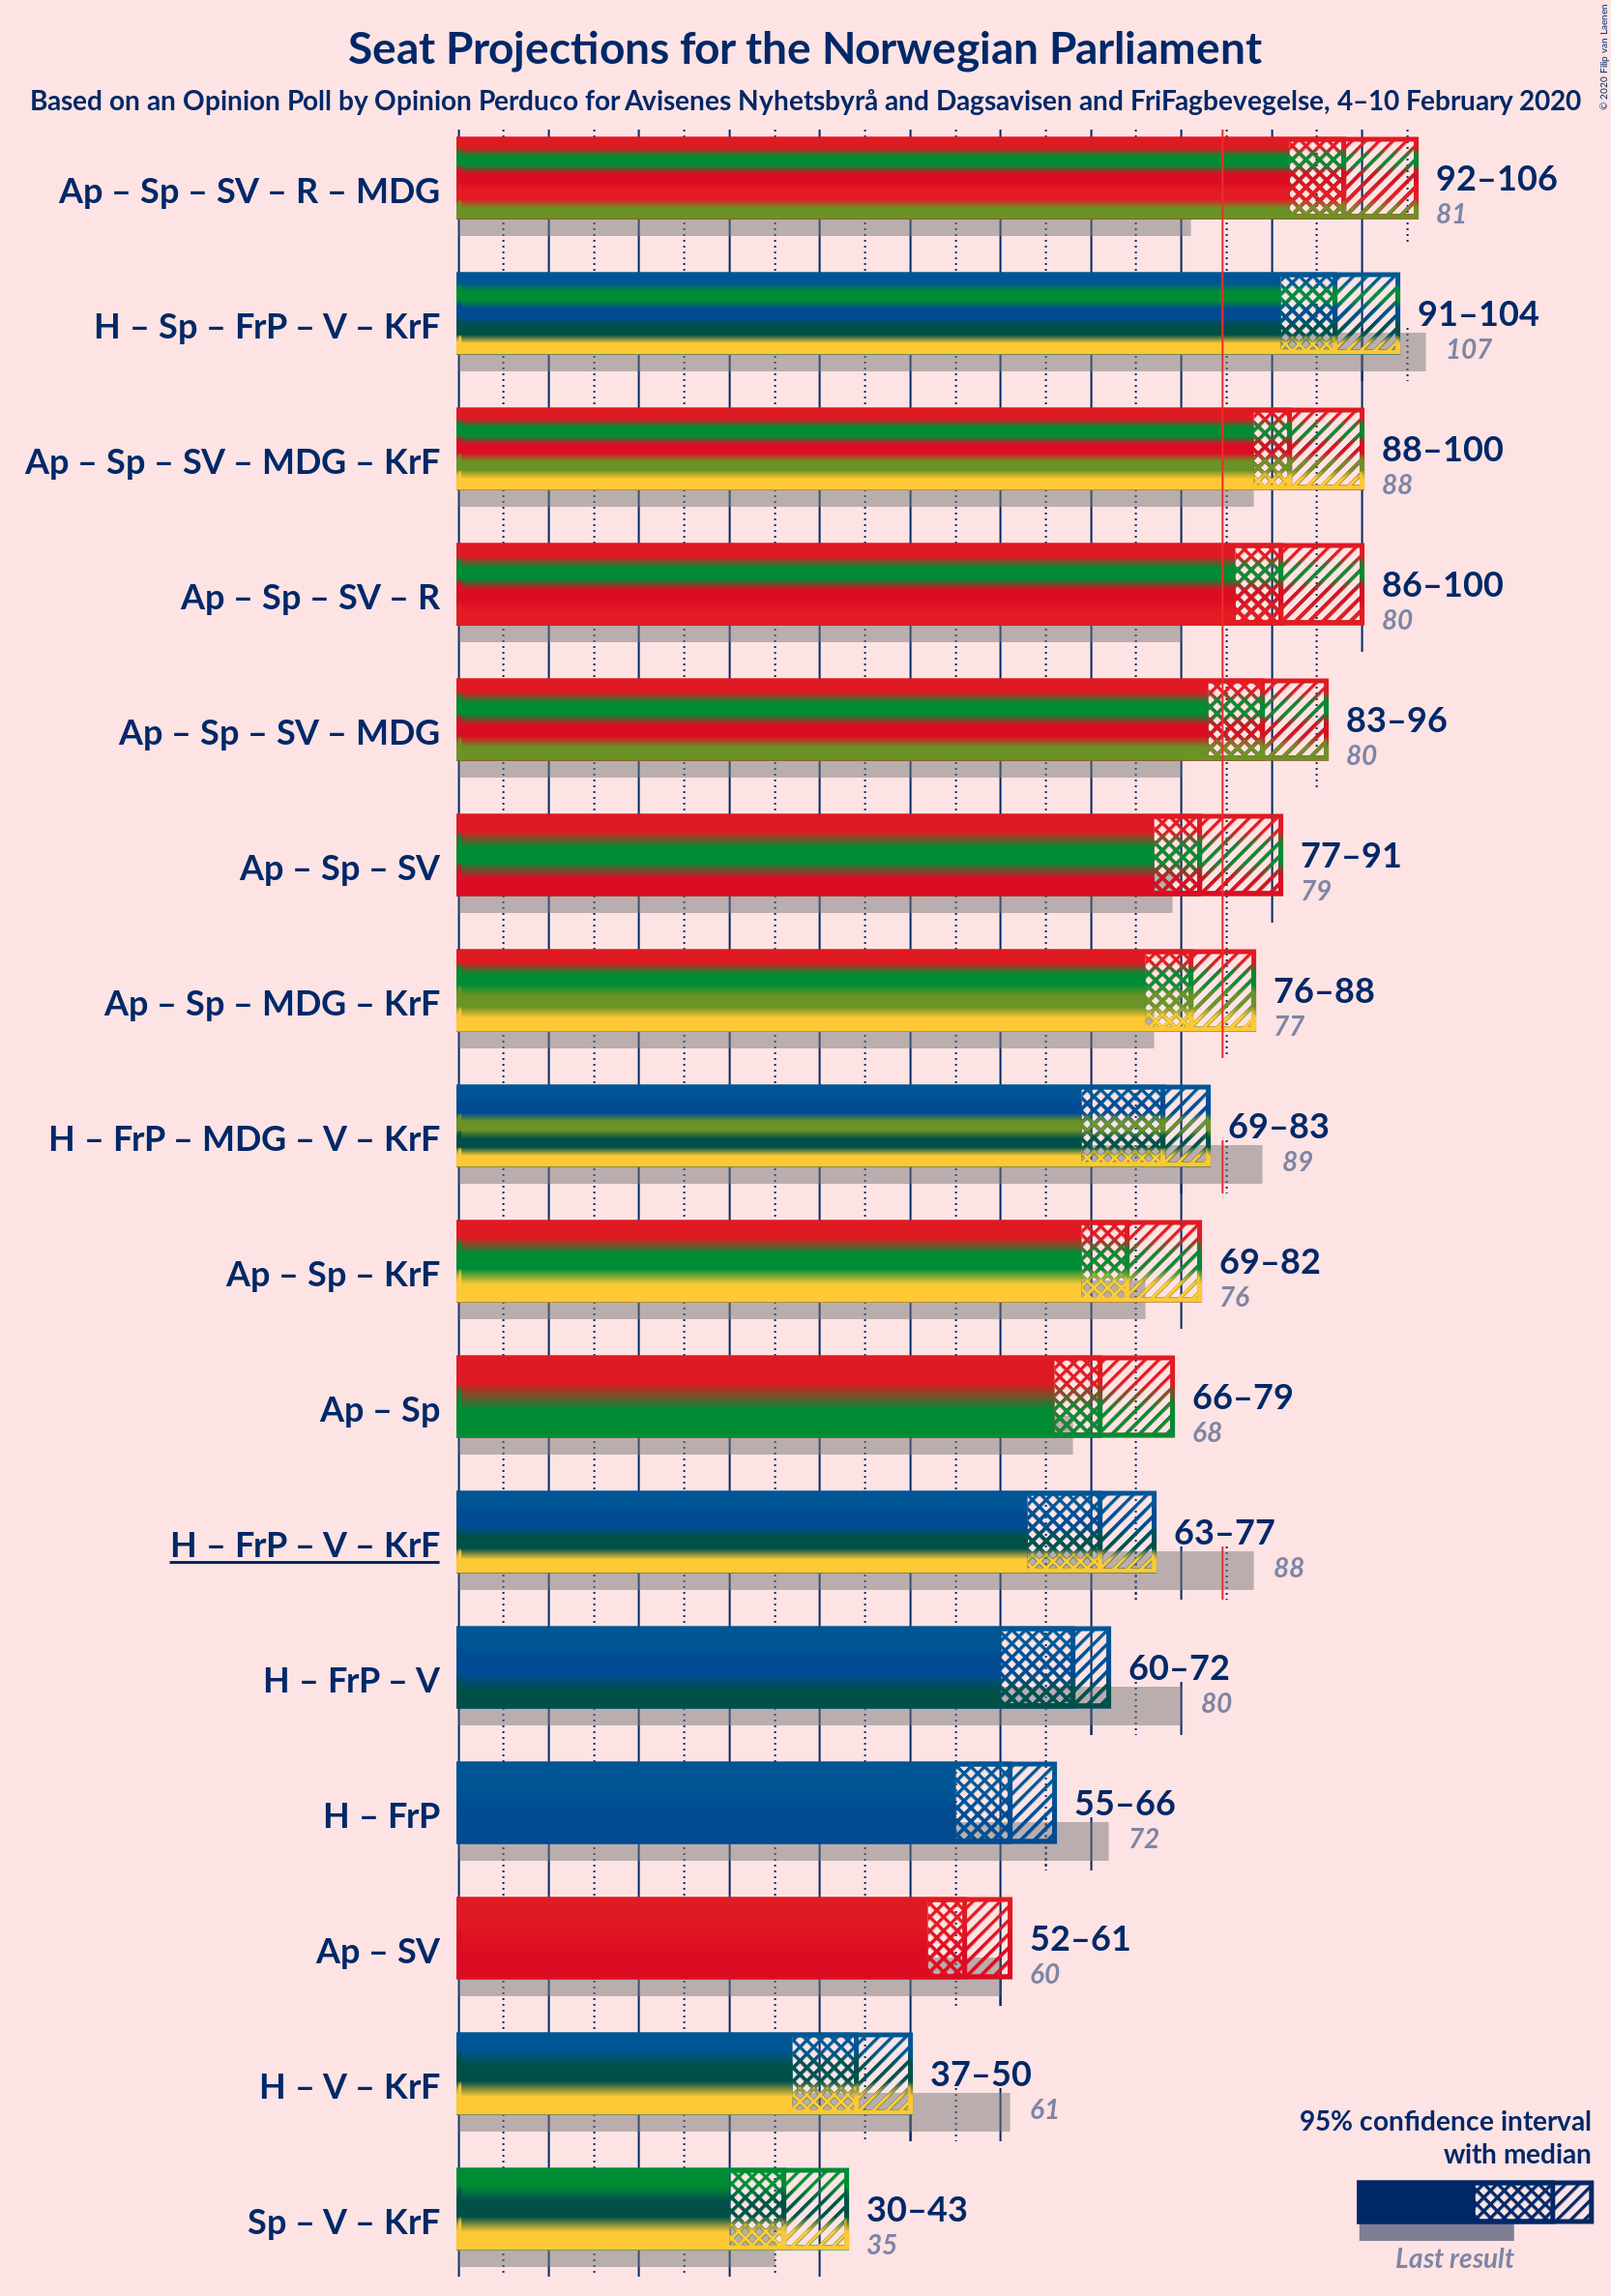 Seat Projections for the Norwegian Parliament
Based on an Opinion Poll by Opinion Perduco for Avisenes Nyhetsbyrå and Dagsavisen and FriFagbevegelse, 4–10 February 2020
© 2020 Filip van Laenen
Ap – Sp – SV – R – MDG
92–106
81
H – Sp – FrP – V – KrF
91–104
107
Ap – Sp – SV – MDG – KrF
88–100
88
Ap – Sp – SV – R
86–100
80
Ap – Sp – SV – MDG
83–96
80
Ap – Sp – SV
77–91
79
Ap – Sp – MDG – KrF
76–88
77
H – FrP – MDG – V – KrF
69–83
89
Ap – Sp – KrF
69–82
76
Ap – Sp
66–79
68
H – FrP – V – KrF
63–77
88
H – FrP – V
60–72
80
H – FrP
55–66
72
Ap – SV
52–61
60
H – V – KrF
37–50
61
Sp – V – KrF
30–43
35
95% confidence interval
with median
Last result